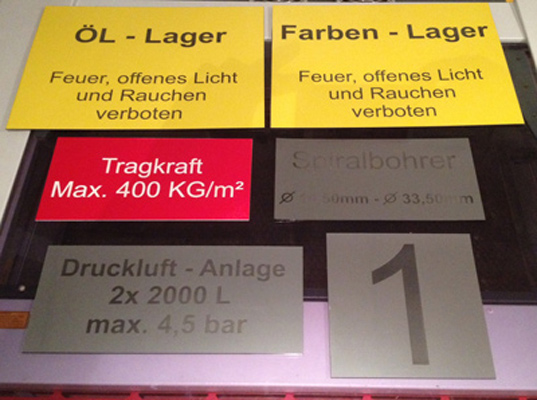 ÖL - Lager
Feuer, offenes Licht
und Rauchen
verboten
Farben - Lager
Feuer, offenes Licht
und Rauchen
verboten
Tragkraft
Max. 400 KG/m²
Spiralbohrer
Ø - Ø 33,50mm
Druckluft - Anlage
2x 2000 L
max. 4,5 bar
1